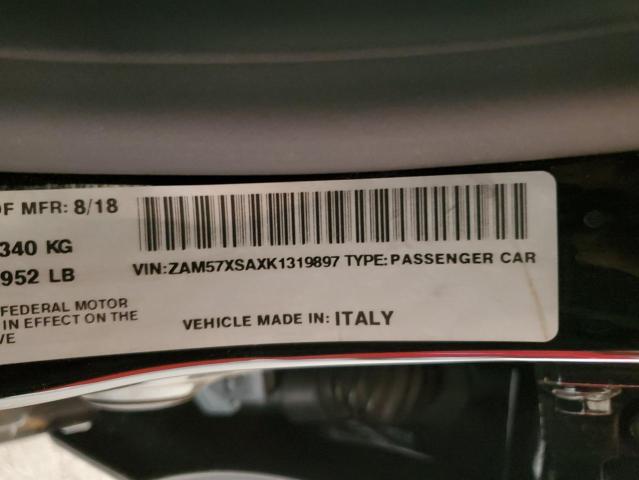 OF MFR: 8/18
340 KG
952 LB
VIN:ZAM57XSAXK1319897 TYPE:PASSENGER CAR
FEDERAL MOTOR
IN EFFECT ON THE
VE
VEHICLE MADE IN: ITALY